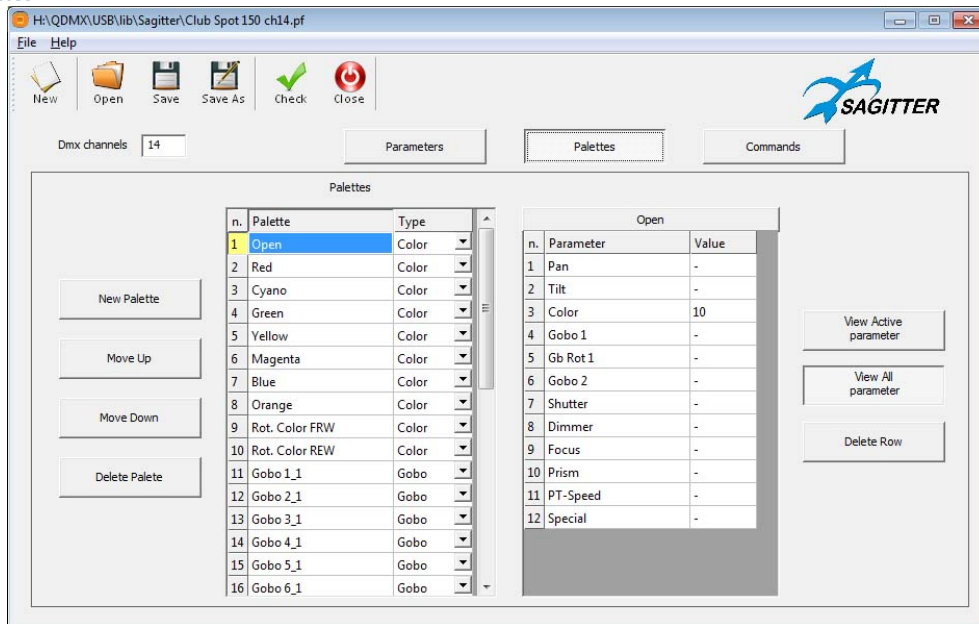 H:\QDMX\USB\lib\Sagitter\Club Spot 150 ch14.pf
File Help
New Open Save Save As Check Close
SAGITTER
Dmx channels 14 Parameters Palettes Commands
Palettes
n. Palette Type
1 Open Color
2 Red Color
3 Cyano Color
4 Green Color
5 Yellow Color
6 Magenta Color
7 Blue Color
8 Orange Color
9 Rot. Color FRW Color
10 Rot. Color REW Color
11 Gobo 1_1 Gobo
12 Gobo 2_1 Gobo
13 Gobo 3_1 Gobo
14 Gobo 4_1 Gobo
15 Gobo 5_1 Gobo
16 Gobo 6_1 Gobo
New Palette
Move Up
Move Down
Delete Palete
Open
n. Parameter Value
1 Pan -
2 Tilt -
3 Color 10
4 Gobo 1 -
5 Gb Rot 1 -
6 Gobo 2 -
7 Shutter -
8 Dimmer -
9 Focus -
10 Prism -
11 PT-Speed -
12 Special -
View Active
parameter
View All
parameter
Delete Row